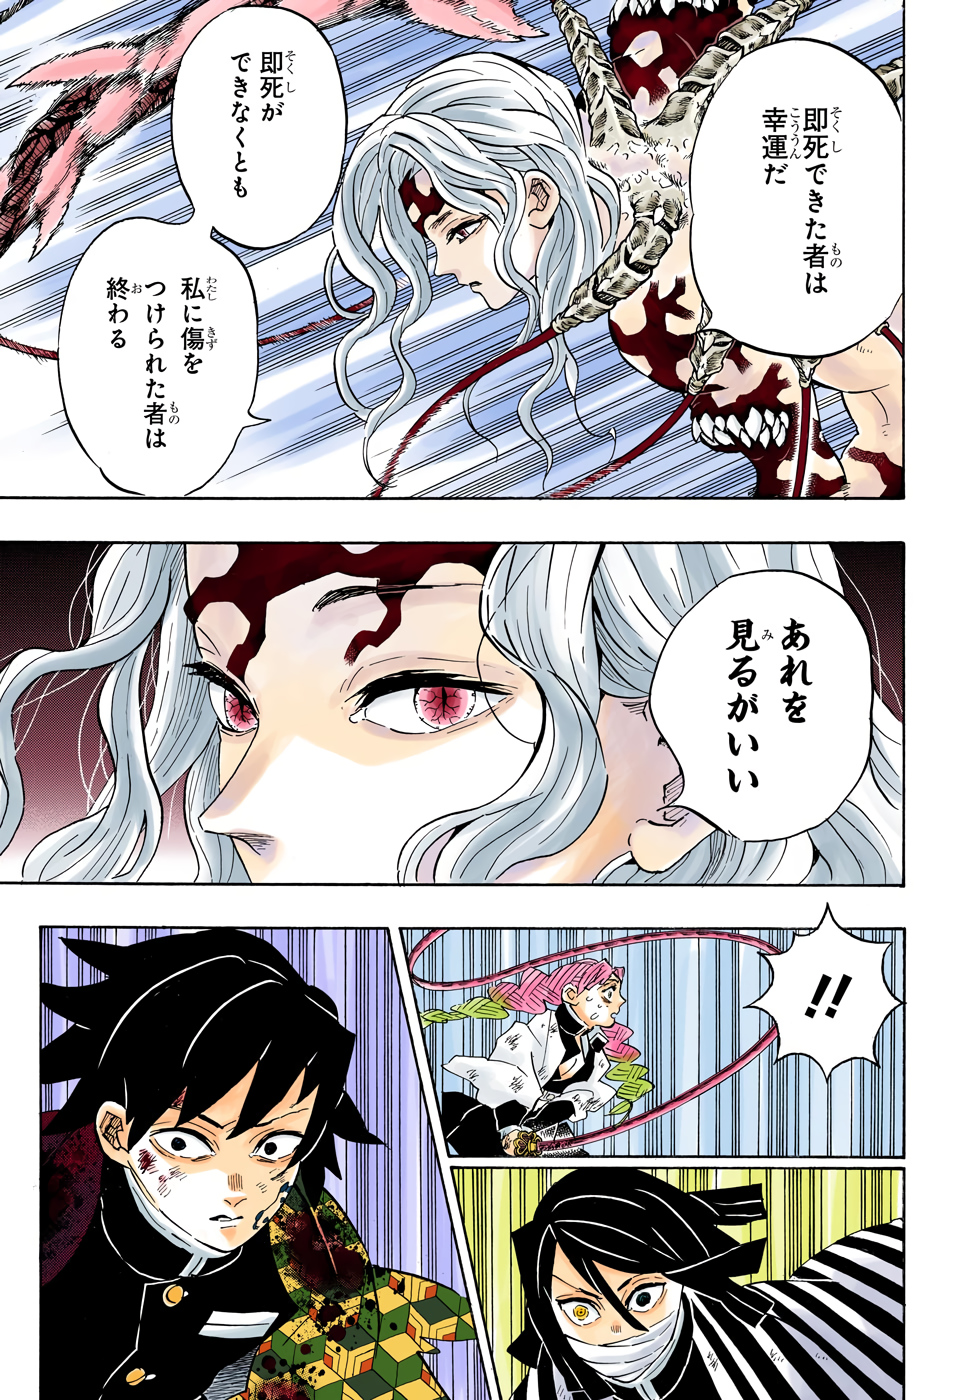 即死できた者は
幸運だ
即死が
できなくとも
私に傷を
つけられた者は
終わる
あれを
見るがいい
!!